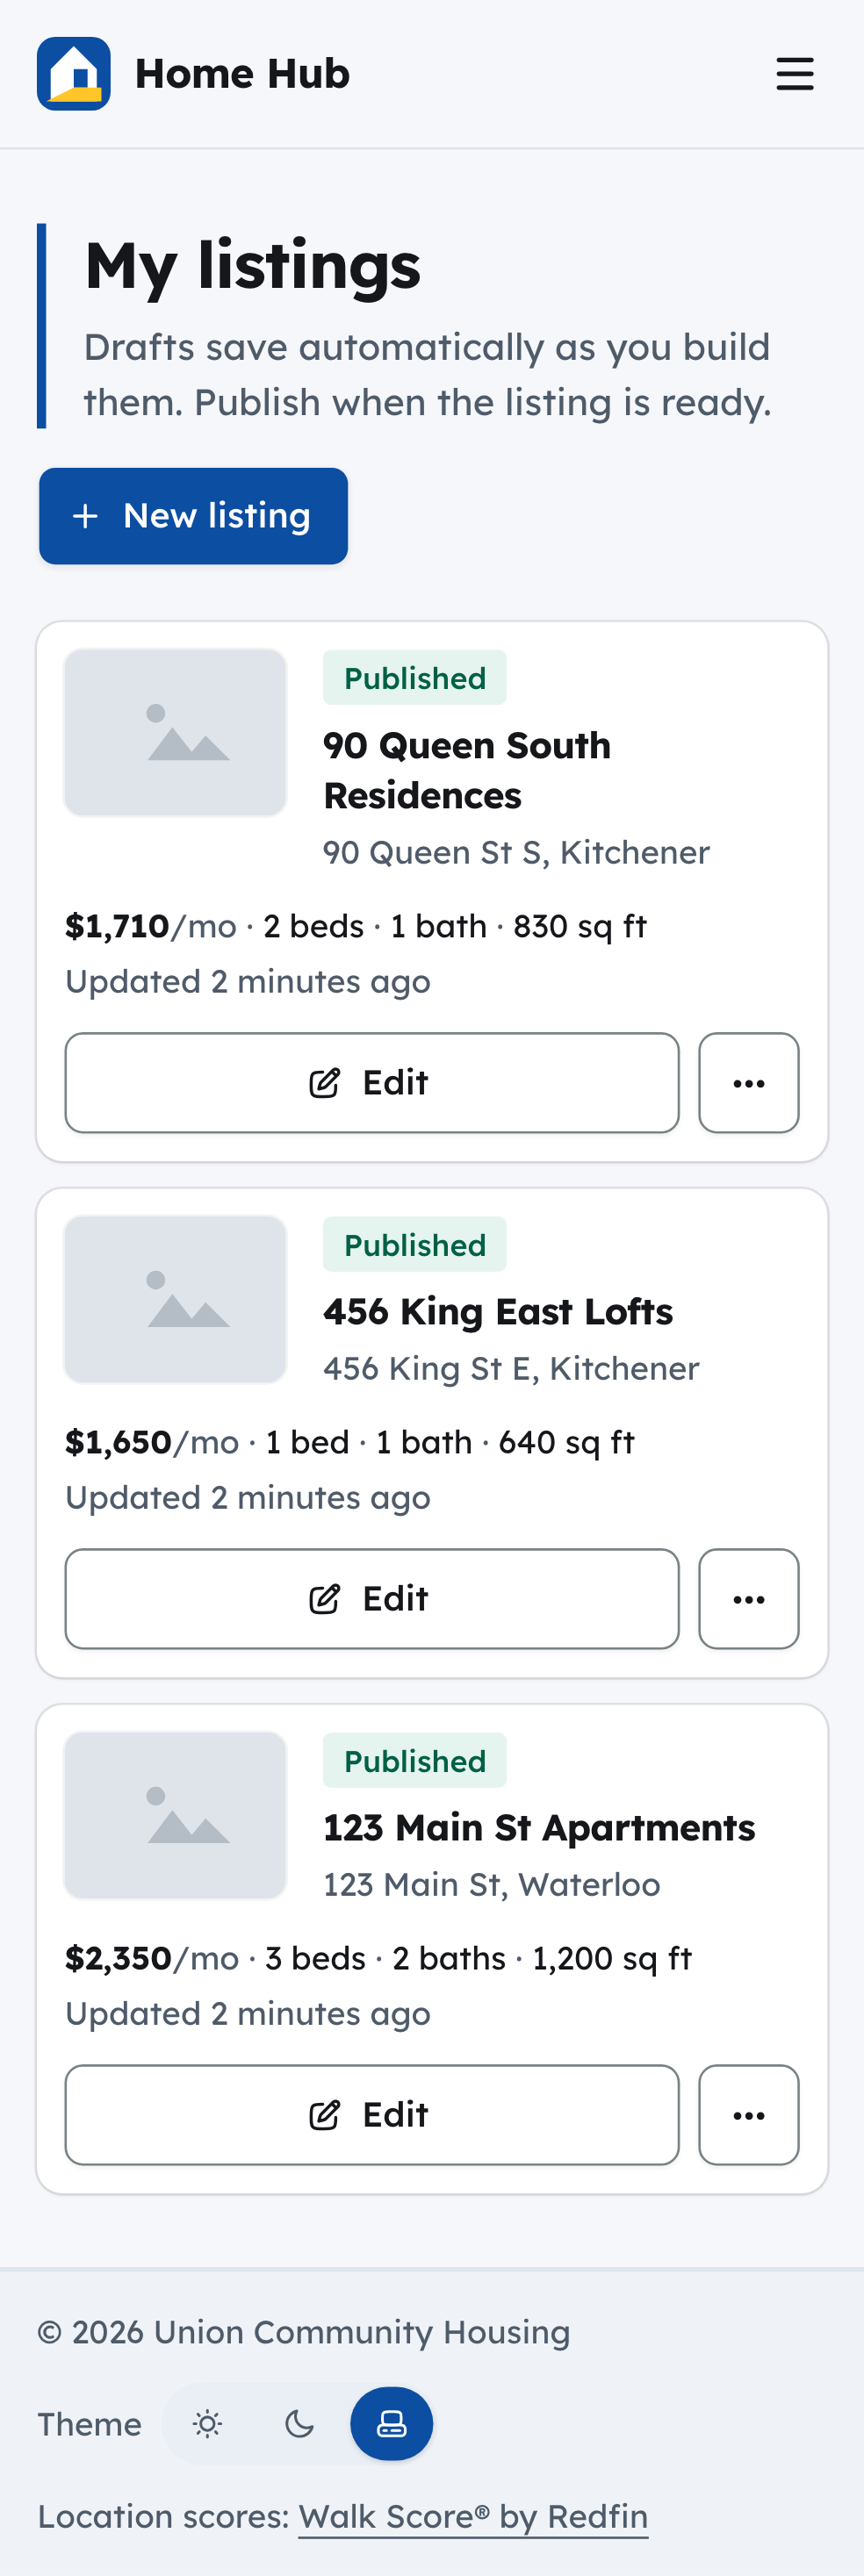 Home Hub
My listings
Drafts save automatically as you build
them. Publish when the listing is ready.
+ New listing
Published
90 Queen South
Residences
90 Queen St S, Kitchener
$1,710/mo · 2 beds · 1 bath · 830 sq ft
Updated 2 minutes ago
Edit
Published
456 King East Lofts
456 King St E, Kitchener
$1,650/mo · 1 bed · 1 bath · 640 sq ft
Updated 2 minutes ago
Edit
Published
123 Main St Apartments
123 Main St, Waterloo
$2,350/mo · 3 beds · 2 baths · 1,200 sq ft
Updated 2 minutes ago
Edit
© 2026 Union Community Housing
Theme
Location scores: Walk Score® by Redfin